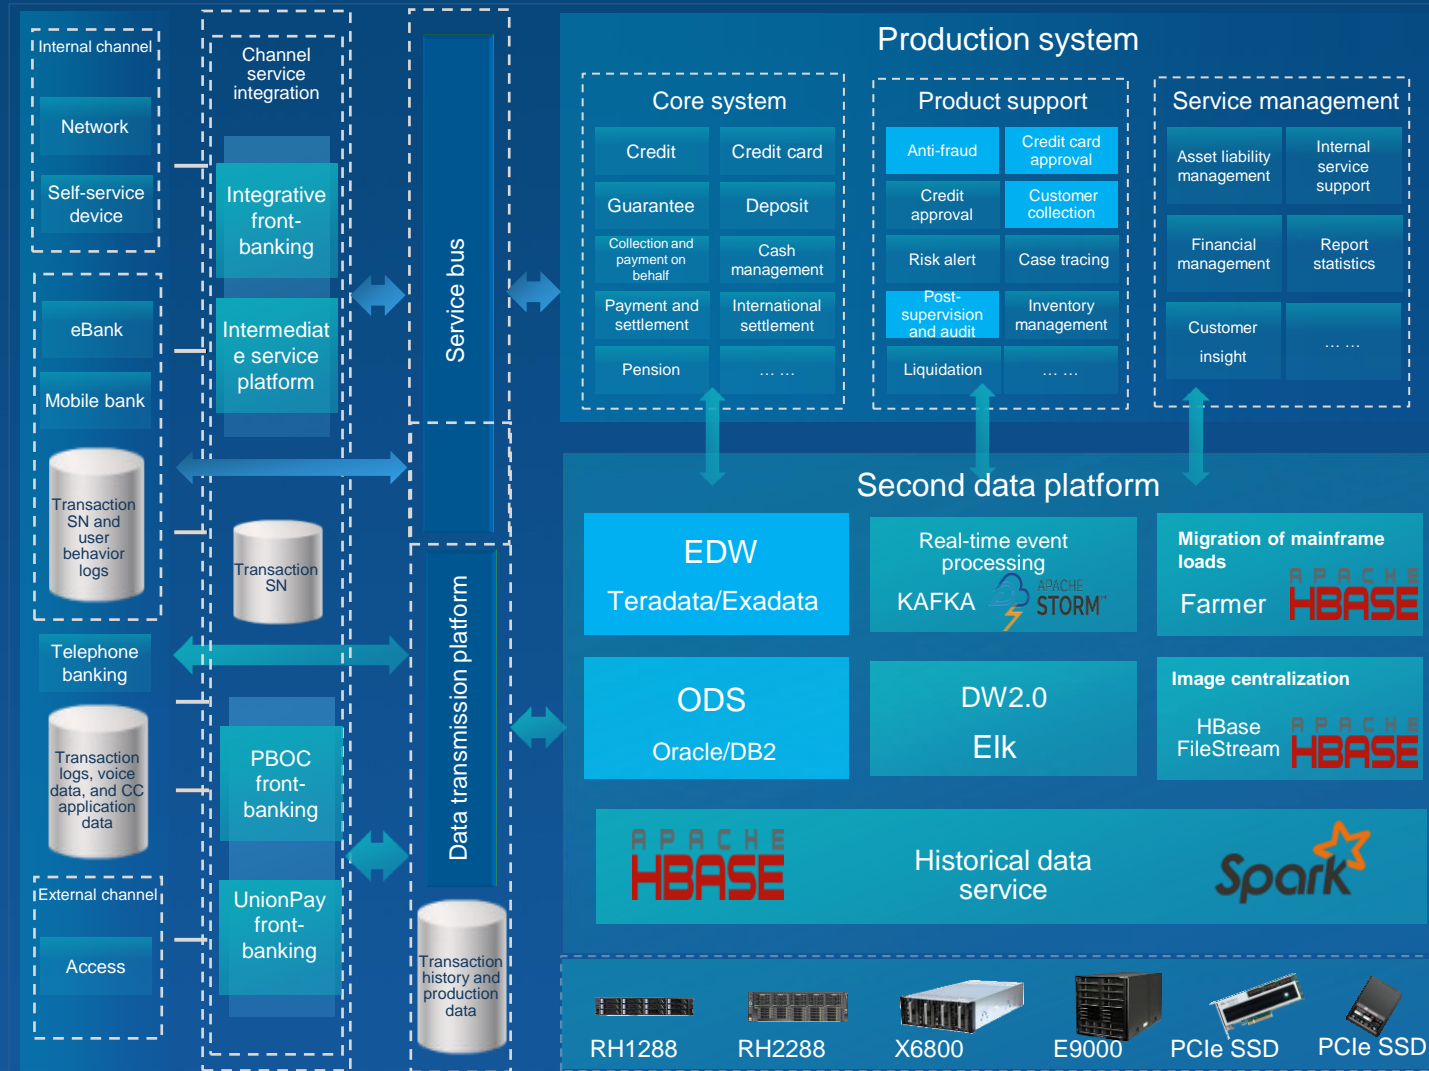 Internal channel
Network
Self-service
device
eBank
Mobile bank
Transaction
SN and
user
behavior
logs
Telephone
banking
Transaction
logs, voice
data, and CC
application
data
External channel
Access
Channel
service
integration
Integrative
front-
banking
Intermediat
e service
platform
Transaction
SN
PBOC
front-
banking
UnionPay
front-
banking
Service bus
Data transmission platform
Transaction
history and
production
data
Production system
Core system
Credit
Credit card
Guarantee
Deposit
Collection and
payment on
behalf
Cash
management
Payment and
settlement
International
settlement
Pension
... ...
Product support
Anti-fraud
Credit card
approval
Credit
approval
Customer
collection
Risk alert
Case tracing
Post-
supervision
and audit
Inventory
management
Liquidation
... ...
Service management
Asset liability
management
Internal
service
support
Financial
management
Report
statistics
Customer
insight
... ...
Second data platform
EDW
Teradata/Exadata
Real-time event
processing
KAFKA
APACHE
STORM™
Migration of mainframe
loads
Farmer
APACHE
HBASE
ODS
Oracle/DB2
DW2.0
Elk
Image centralization
HBase
FileStream
APACHE
HBASE
APACHE
HBASE
Historical data
service
Spark
RH1288
RH2288
X6800
E9000
PCIe SSD
PCIe SSD